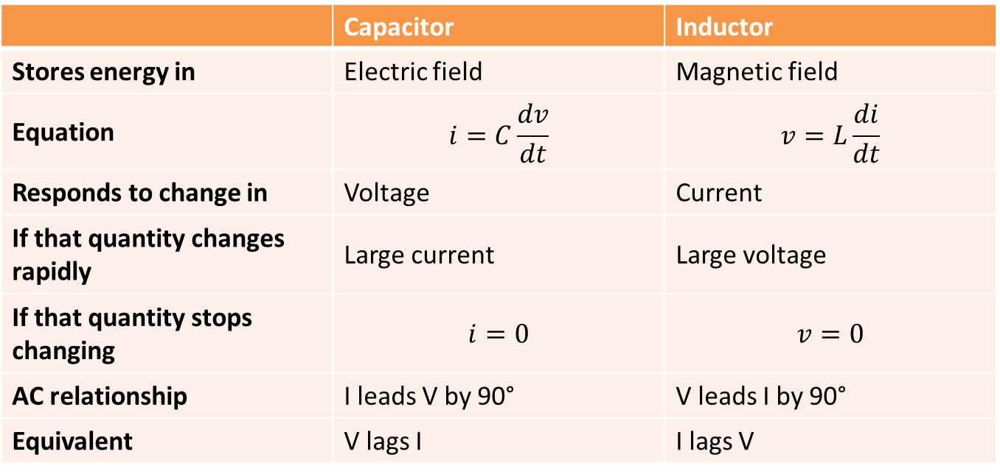 Capacitor Inductor
Stores energy in Electric field Magnetic field
Equation i = C dv/dt v = L di/dt
Responds to change in Voltage Current
If that quantity changes
rapidly Large current Large voltage
If that quantity stops
changing i = 0 v = 0
AC relationship I leads V by 90° V leads I by 90°
Equivalent V lags I I lags V